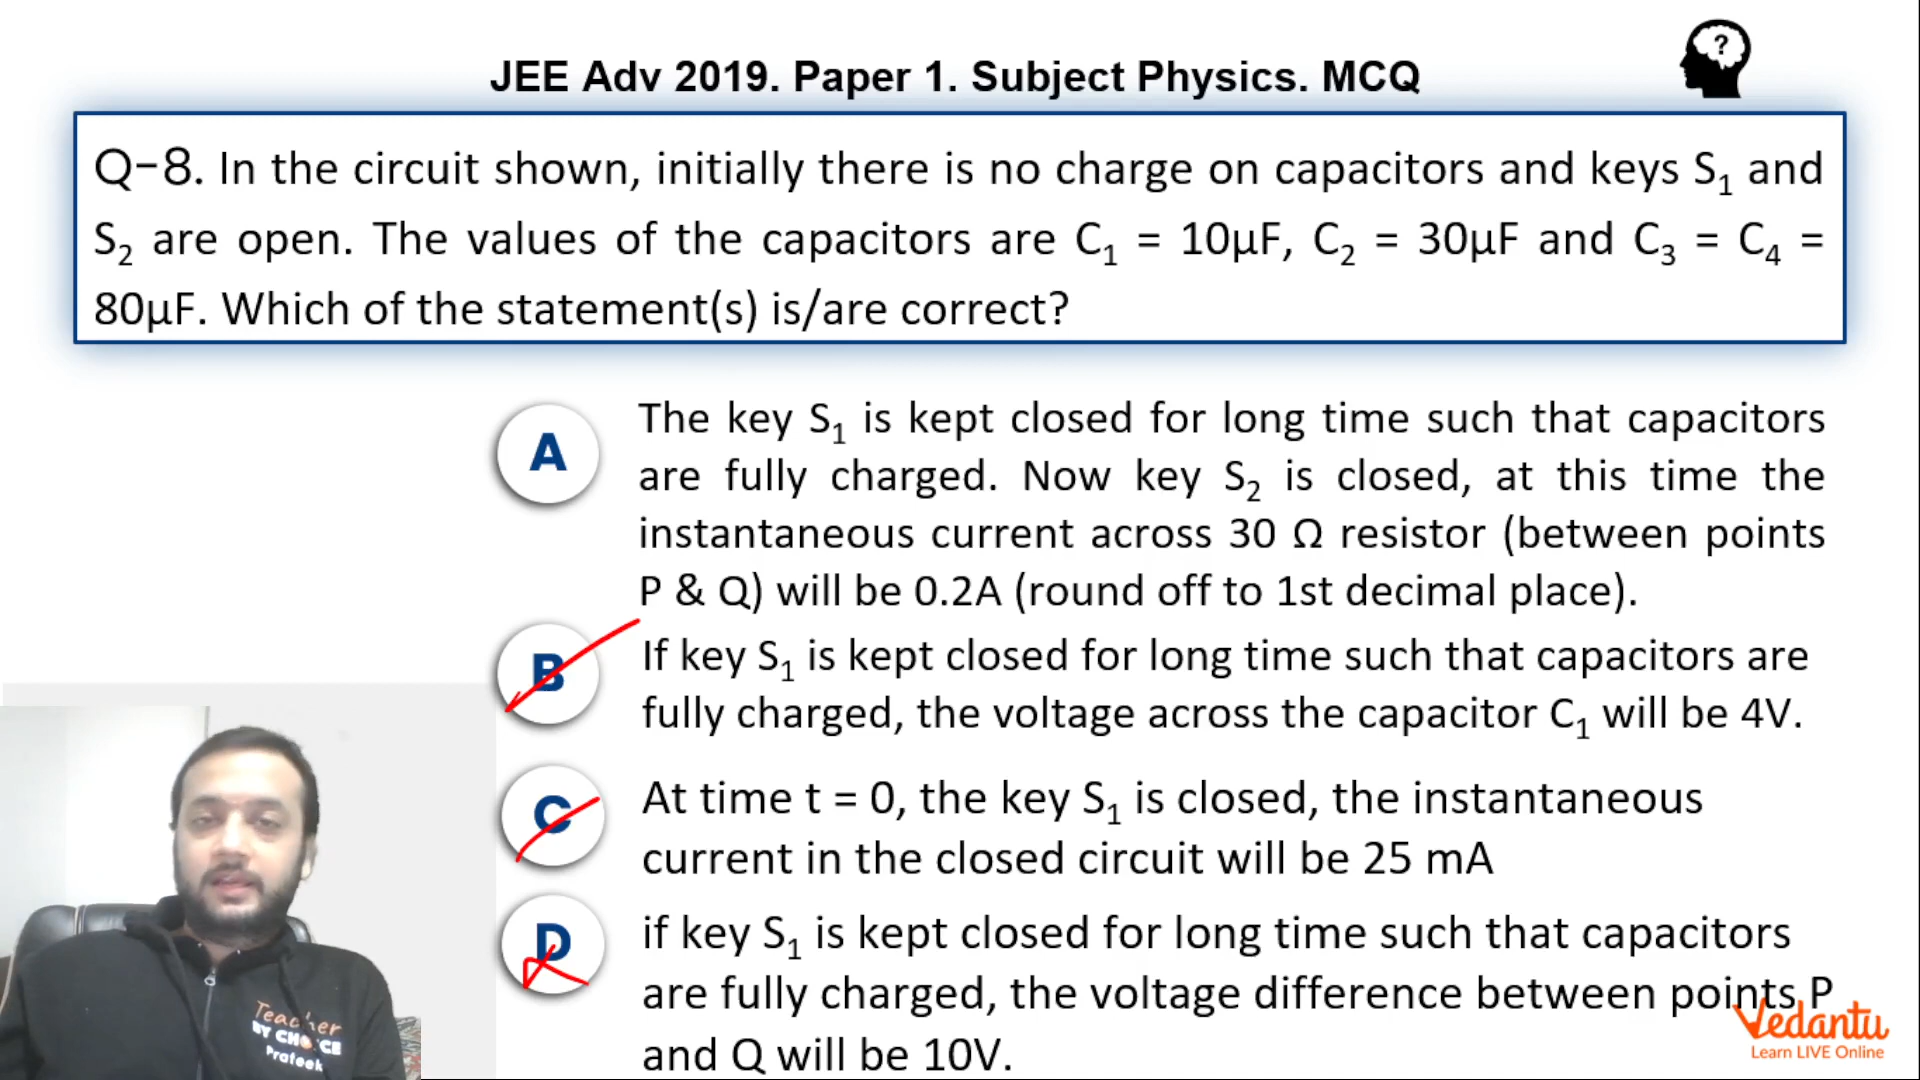 ?
JEE Adv 2019. Paper 1. Subject Physics. MCQ
Q-8. In the circuit shown, initially there is no charge on capacitors and keys S₁ and
S₂ are open. The values of the capacitors are C₁ = 10μF, C₂ = 30μF and C₃ = C₄ =
80μF. Which of the statement(s) is/are correct?
A
The key S₁ is kept closed for long time such that capacitors
are fully charged. Now key S₂ is closed, at this time the
instantaneous current across 30 Ω resistor (between points
P & Q) will be 0.2A (round off to 1st decimal place).
B
If key S₁ is kept closed for long time such that capacitors are
fully charged, the voltage across the capacitor C₁ will be 4V.
C
At time t = 0, the key S₁ is closed, the instantaneous
current in the closed circuit will be 25 mA
D
if key S₁ is kept closed for long time such that capacitors
are fully charged, the voltage difference between points P
and Q will be 10V.
Teacher
BY CHOICE
Prateek
Vedantu
Learn LIVE Online